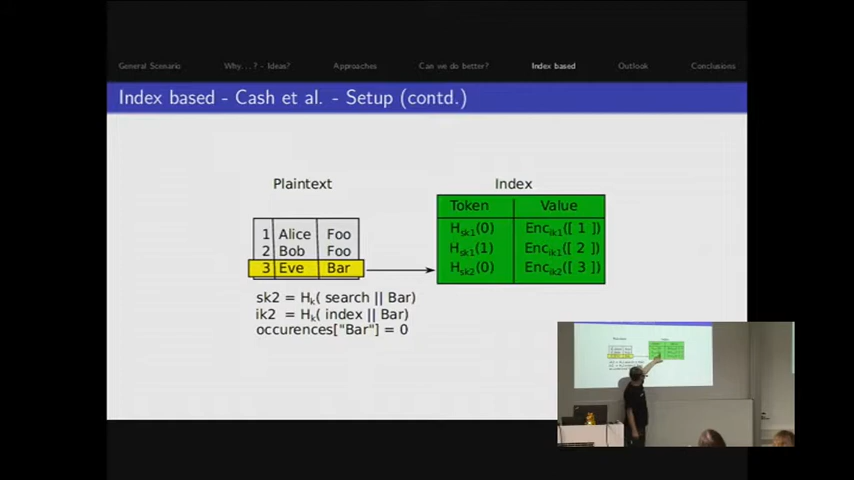 General Scenario Why...? - Ideas? Approaches Can we do better? Index based Outlook Conclusions
Index based - Cash et al. - Setup (contd.)
Plaintext
1 Alice Foo
2 Bob Foo
3 Eve Bar
sk2 = Hk( search || Bar)
ik2 = Hk( index || Bar)
occurences["Bar"] = 0
Index
Token Value
Hsk1(0) Encik1([ 1 ])
Hsk1(1) Encik1([ 2 ])
Hsk2(0) Encik2([ 3 ])